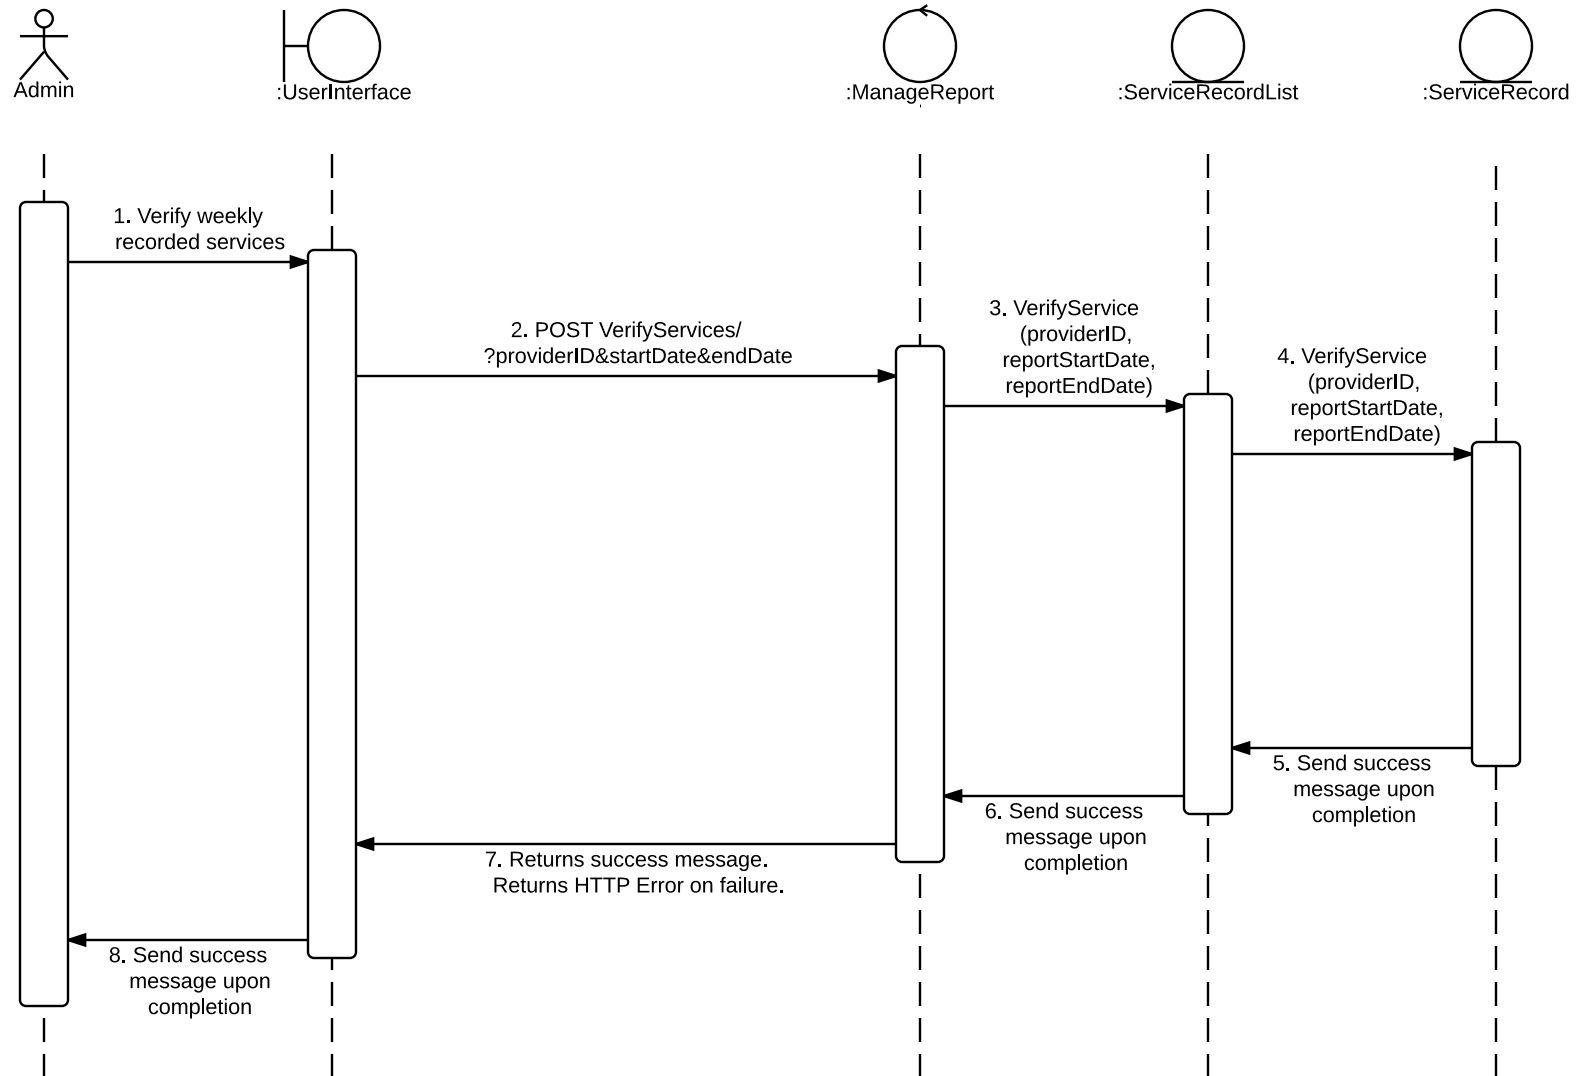 Admin
:UserInterface
:ManageReport
:ServiceRecordList
:ServiceRecord
1. Verify weekly
recorded services
2. POST VerifyServices/
?providerID&startDate&endDate
3. VerifyService
(providerID,
reportStartDate,
reportEndDate)
4. VerifyService
(providerID,
reportStartDate,
reportEndDate)
5. Send success
message upon
completion
6. Send success
message upon
completion
7. Returns success message.
Returns HTTP Error on failure.
8. Send success
message upon
completion